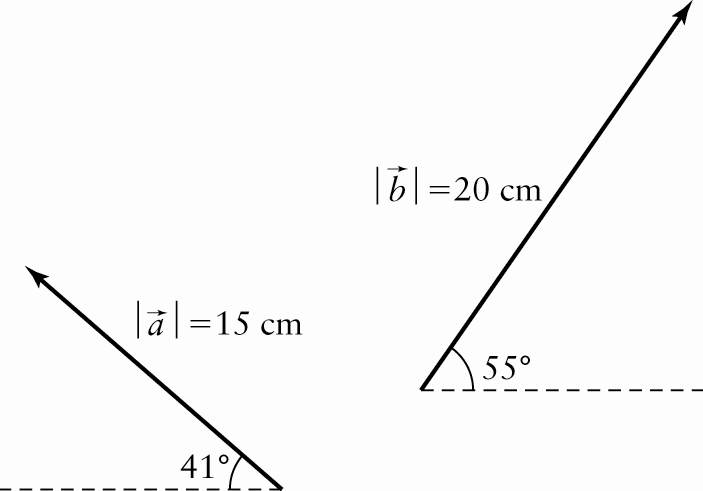 |b⃗| = 20 cm
|a⃗| = 15 cm
55°
41°